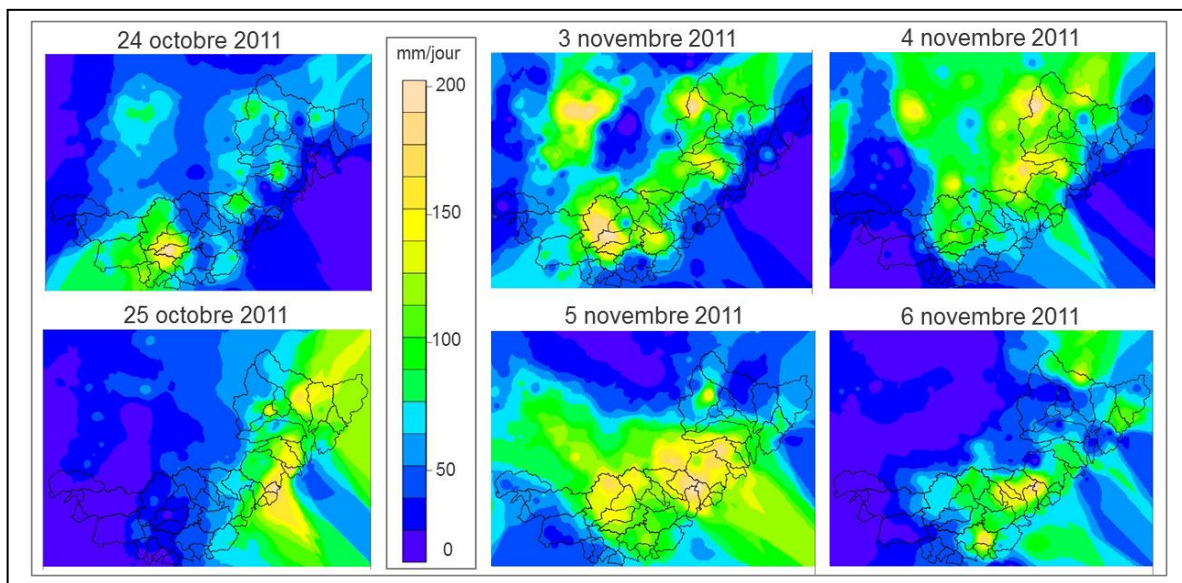 24 octobre 2011
mm/jour
200
150
100
50
0
3 novembre 2011
4 novembre 2011
25 octobre 2011
5 novembre 2011
6 novembre 2011